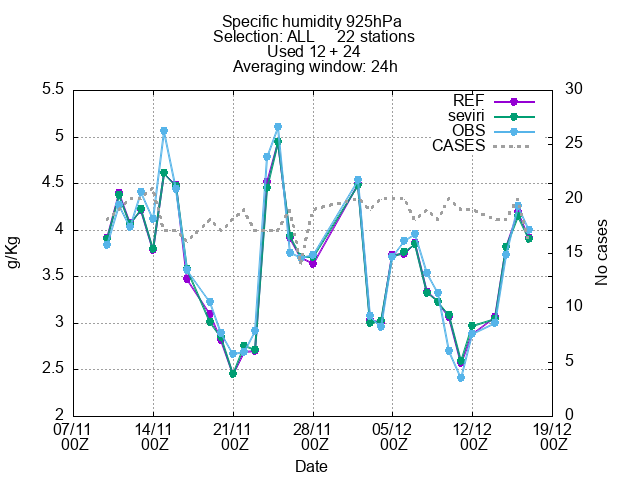 Specific humidity 925hPa
Selection: ALL 22 stations
Used 12 + 24
Averaging window: 24h
REF
seviri
OBS
CASES
5.5
5
4.5
4
3.5
3
2.5
2
g/Kg
30
25
20
15
10
5
0
No cases
07/11 14/11 21/11 28/11 05/12 12/12 19/12
00Z 00Z 00Z 00Z 00Z 00Z 00Z
Date